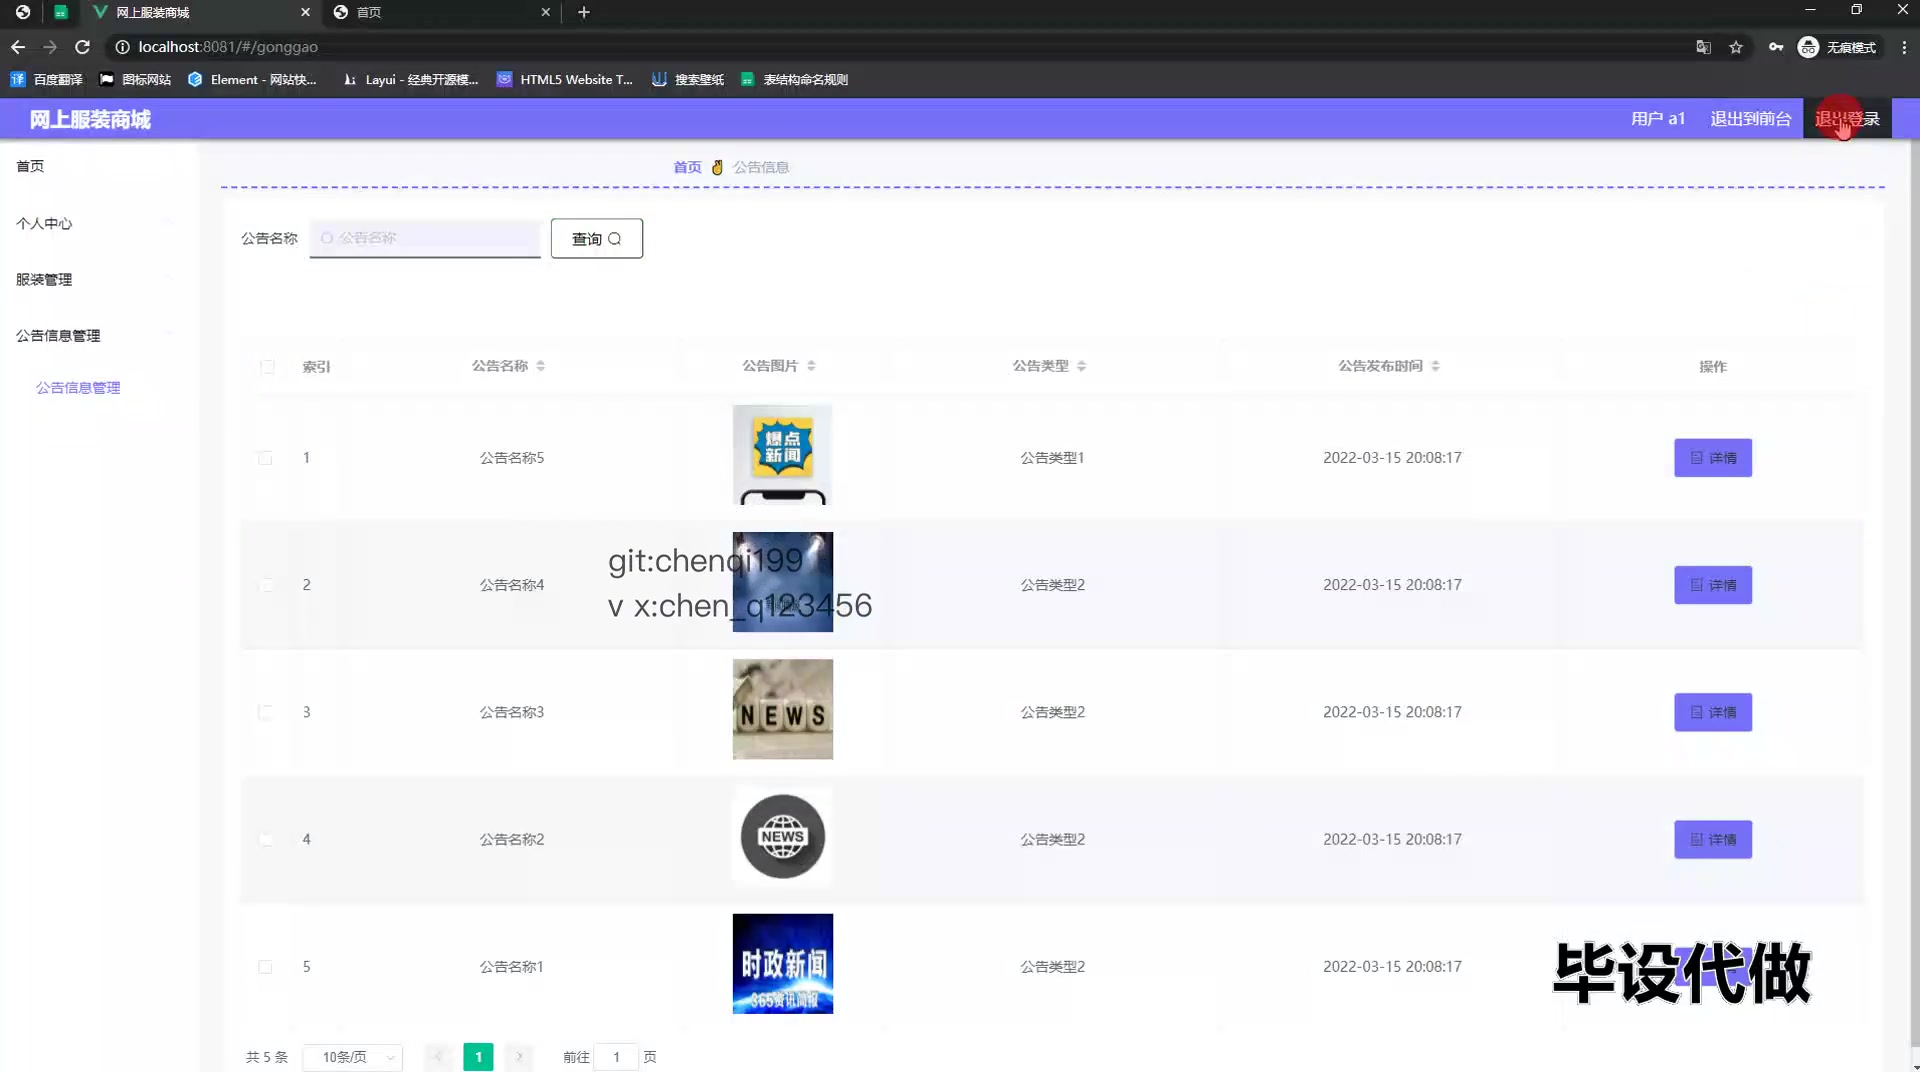 网上服装商城
首页
localhost:8081/#/gonggao
无痕模式
百度翻译
图标网站
Element - 网站快...
Layui - 经典开源模...
HTML5 Website T...
搜索壁纸
表结构命名规则
网上服装商城
用户 a1
退出到前台
退出登录
首页
个人中心
服装管理
公告信息管理
公告信息管理
首页
公告信息
公告名称
公告名称
查询
索引 公告名称 公告图片 公告类型 公告发布时间 操作
1 公告名称5 公告类型1 2022-03-15 20:08:17 详情
爆点
新闻
2 公告名称4 公告类型2 2022-03-15 20:08:17 详情
git:chenqi199
v x:chen_q123456
3 公告名称3 公告类型2 2022-03-15 20:08:17 详情
NEWS
4 公告名称2 公告类型2 2022-03-15 20:08:17 详情
NEWS
5 公告名称1 公告类型2 2022-03-15 20:08:17 详情
时政新闻
365资讯简报
毕设代做
共 5 条
10条/页
1
前往 1 页